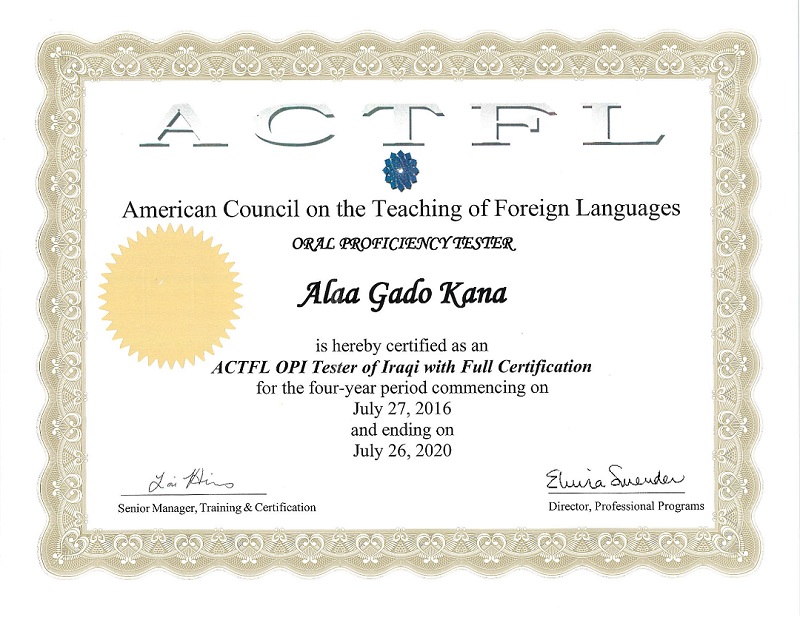 ACTFL
American Council on the Teaching of Foreign Languages
ORAL PROFICIENCY TESTER
Alaa Gado Kana
is hereby certified as an
ACTFL OPI Tester of Iraqi with Full Certification
for the four-year period commencing on
July 27, 2016
and ending on
July 26, 2020
Elvira Swender
Senior Manager, Training & Certification
Director, Professional Programs